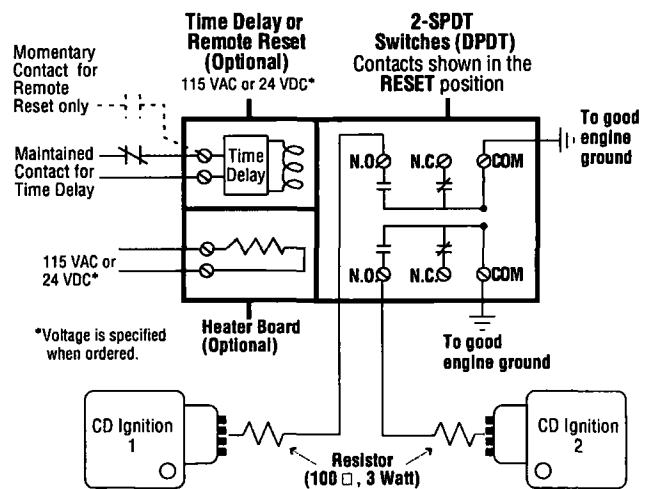 Time Delay or
Remote Reset
(Optional)
115 VAC or 24 VDC*
2-SPDT
Switches (DPDT)
Contacts shown in the
RESET position
Momentary
Contact for
Remote
Reset only
To good
engine
ground
Maintained
Contact for
Time Delay
Time
Delay
N.O.
N.C.
COM
115 VAC or
24 VDC*
N.O.
N.C.
COM
*Voltage is specified
when ordered.
Heater Board
(Optional)
To good
engine ground
CD Ignition
1
Resistor
(100 □, 3 Watt)
CD Ignition
2